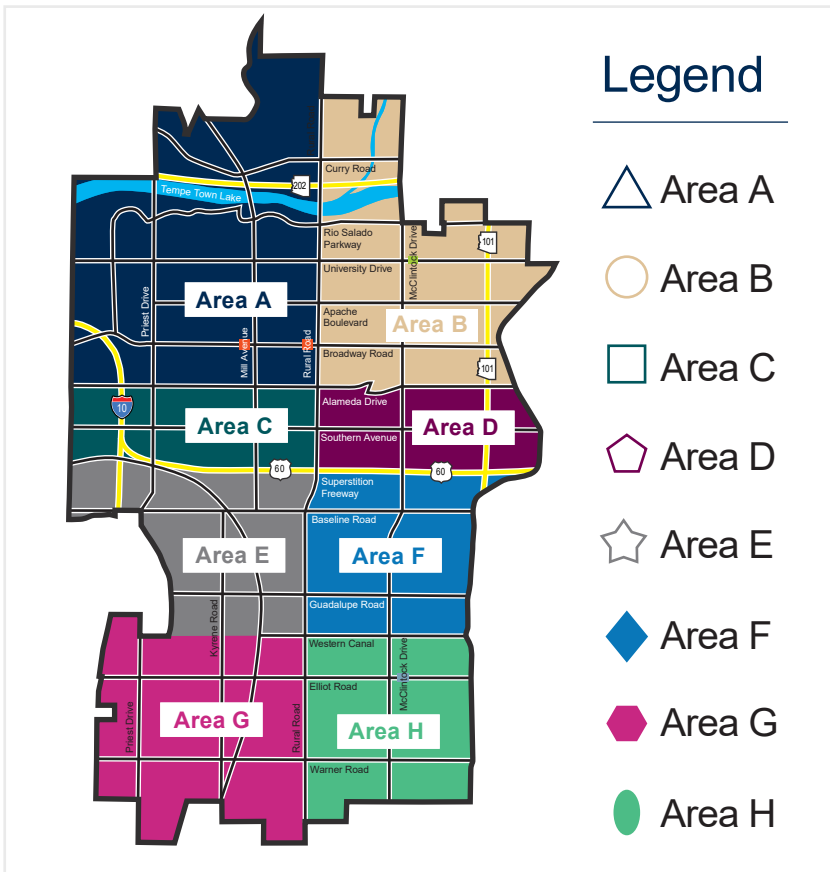 Legend
Area A
Area B
Area C
Area D
Area E
Area F
Area G
Area H
Curry Road
202
Tempe Town Lake
Rio Salado
Parkway
McClintock Drive
101
University Drive
Priest Drive
Area A
Apache
Boulevard
Area B
Mill Avenue
Rural Road
Broadway Road
101
Alameda Drive
10
Area C
Area D
Southern Avenue
60
60
Superstition
Freeway
Baseline Road
Area E
Area F
Guadalupe Road
Kyrene Road
Western Canal
McClintock Drive
Elliot Road
Priest Drive
Area G
Rural Road
Area H
Warner Road